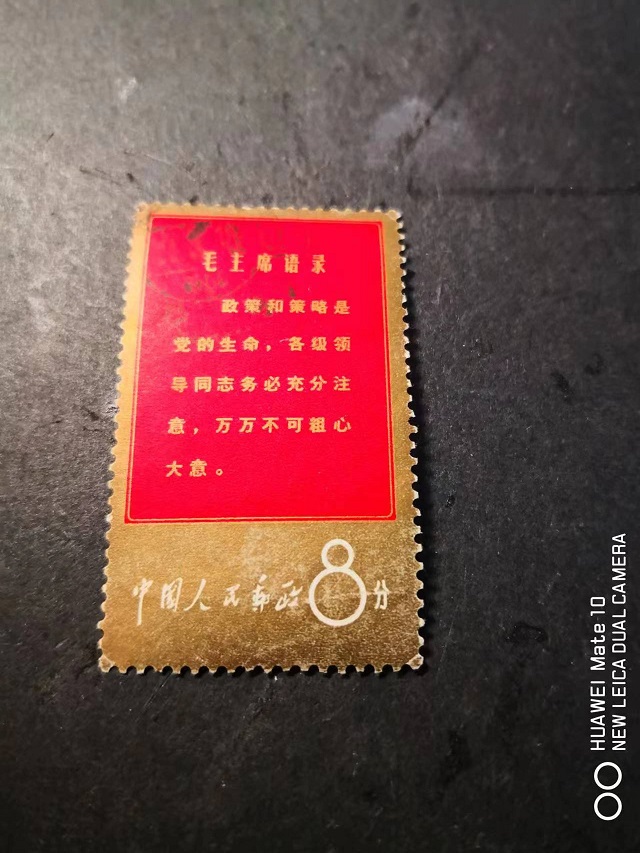 毛主席语录
政策和策略是
党的生命，各级领
导同志务必充分注
意，万万不可粗心
大意。
中国人民邮政8分
HUAWEI Mate 10
NEW LEICA DUAL CAMERA